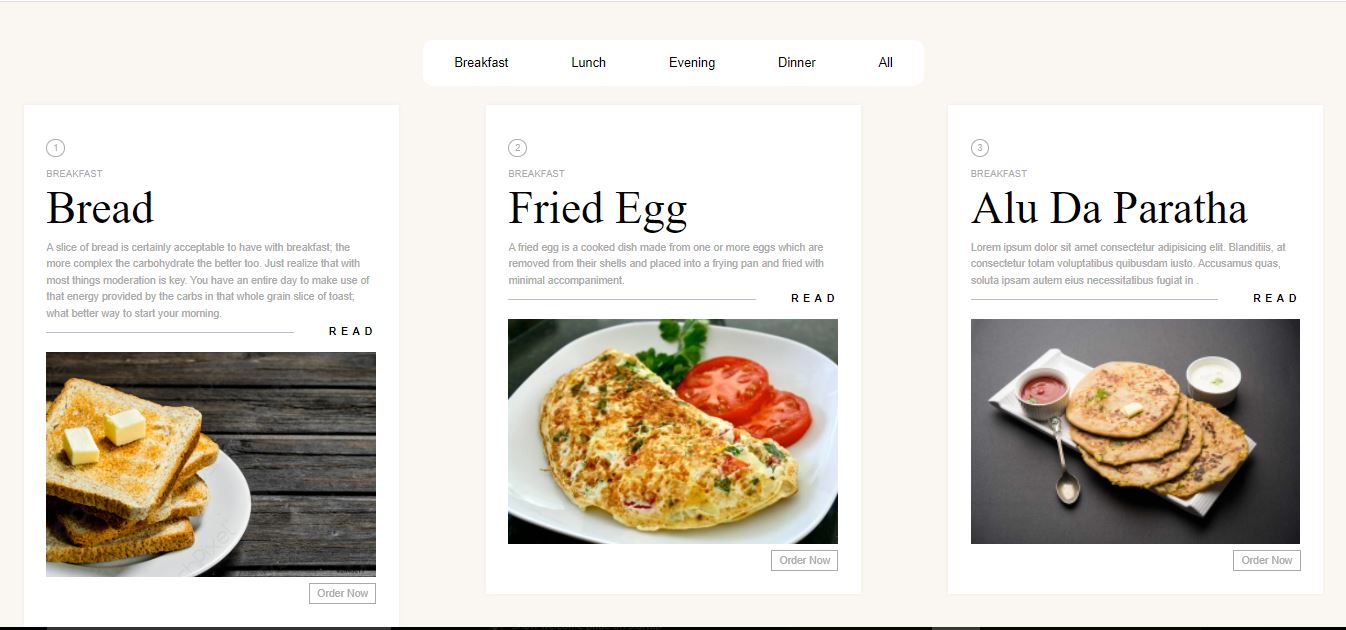 Breakfast Lunch Evening Dinner All
1
BREAKFAST
Bread
A slice of bread is certainly acceptable to have with breakfast; the
more complex the carbohydrate the better too. Just realize that with
most things moderation is key. You have an entire day to make use of
that energy provided by the carbs in that whole grain slice of toast;
what better way to start your morning.
READ
Order Now
2
BREAKFAST
Fried Egg
A fried egg is a cooked dish made from one or more eggs which are
removed from their shells and placed into a frying pan and fried with
minimal accompaniment.
READ
Order Now
3
BREAKFAST
Alu Da Paratha
Lorem ipsum dolor sit amet consectetur adipisicing elit. Blanditiis, at
consectetur totam voluptatibus quibusdam iusto. Accusamus quas,
soluta ipsam autem eius necessitatibus fugiat in .
READ
Order Now